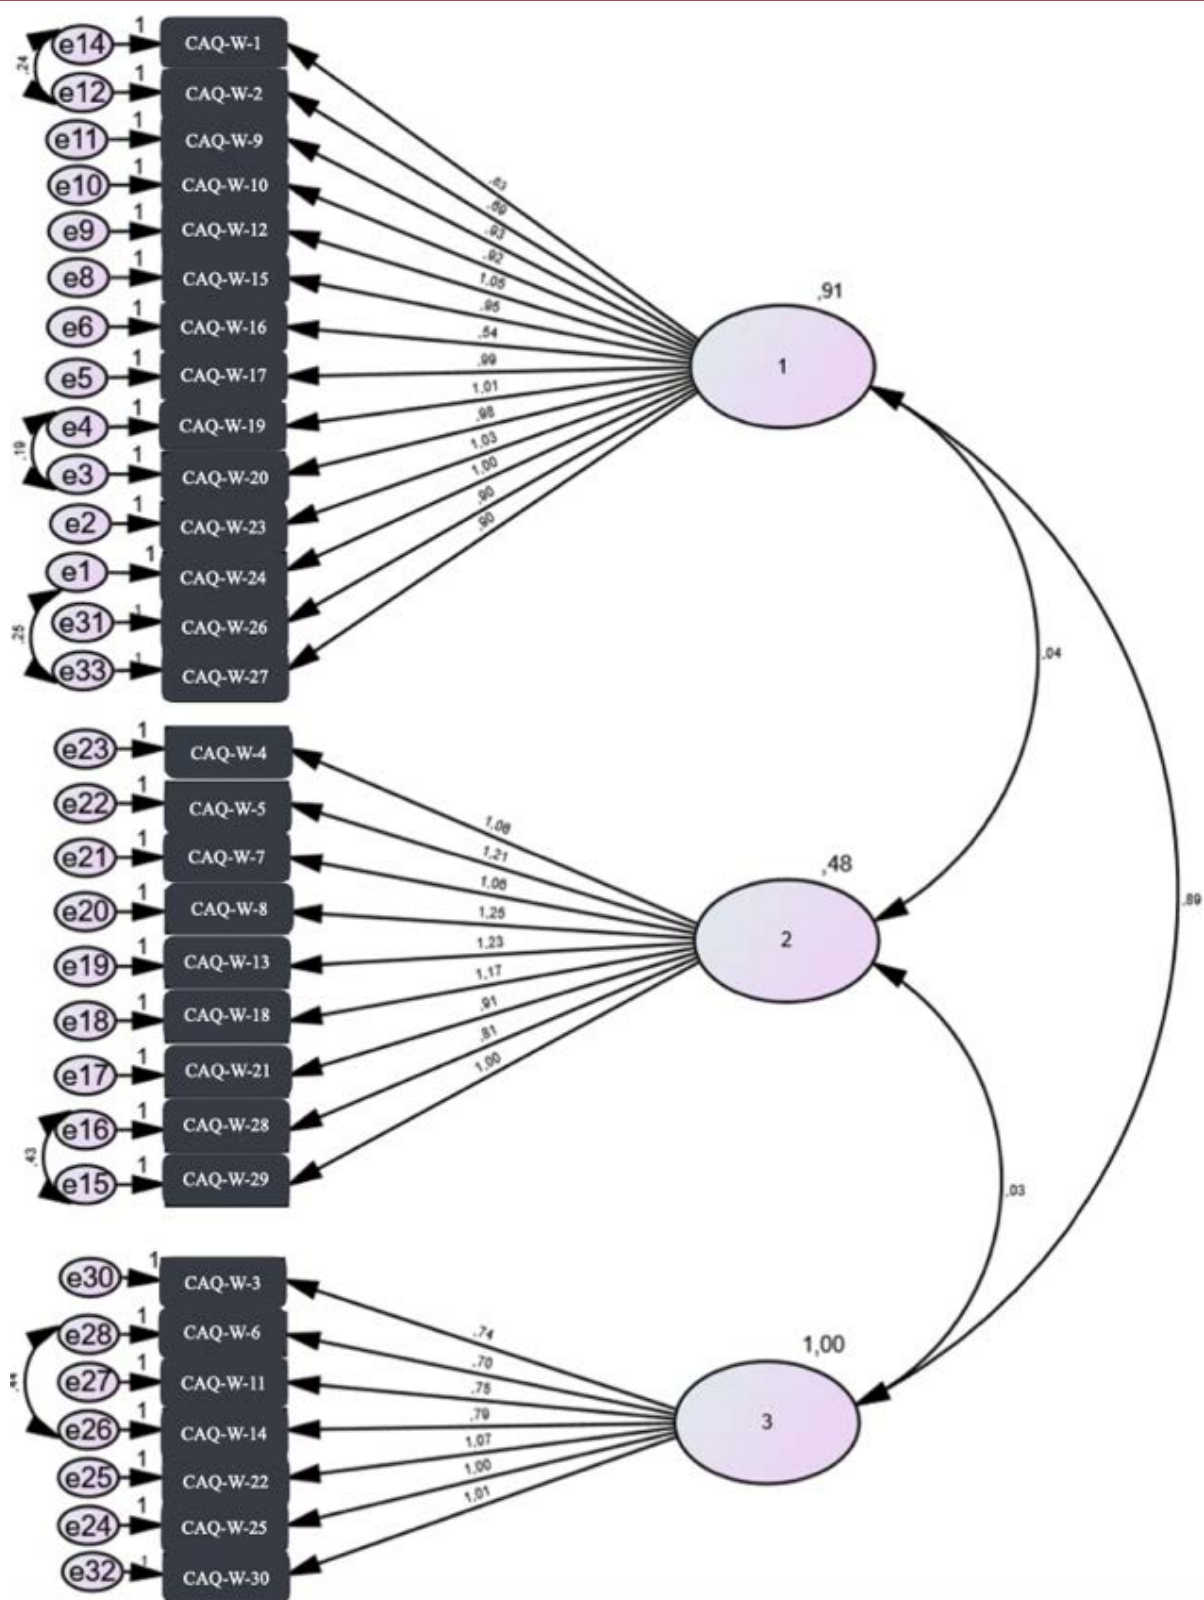 e14 1 CAQ-W-1
,24
e12 1 CAQ-W-2
e11 1 CAQ-W-9
e10 1 CAQ-W-10
e9 1 CAQ-W-12
e8 1 CAQ-W-15
e6 1 CAQ-W-16
e5 1 CAQ-W-17
e4 1 CAQ-W-19
,19
e3 1 CAQ-W-20
e2 1 CAQ-W-23
e1 1 CAQ-W-24
e31 1 CAQ-W-26
,25
e33 1 CAQ-W-27
,69
,93
,92
1,05
,95
,99
1,01
,98
1,03
1,00
,90
,90
,91
1
,04
,89
e23 1 CAQ-W-4
e22 1 CAQ-W-5
e21 1 CAQ-W-7
e20 1 CAQ-W-8
e19 1 CAQ-W-13
e18 1 CAQ-W-18
e17 1 CAQ-W-21
e16 1 CAQ-W-28
,43
e15 1 CAQ-W-29
1,21
1,25
1,23
1,17
,91
,81
1,00
,48
2
,03
e30 1 CAQ-W-3
e28 1 CAQ-W-6
e27 1 CAQ-W-11
e26 1 CAQ-W-14
e25 1 CAQ-W-22
e24 1 CAQ-W-25
e32 1 CAQ-W-30
,74
,70
,75
,79
1,07
1,00
1,01
1,00
3